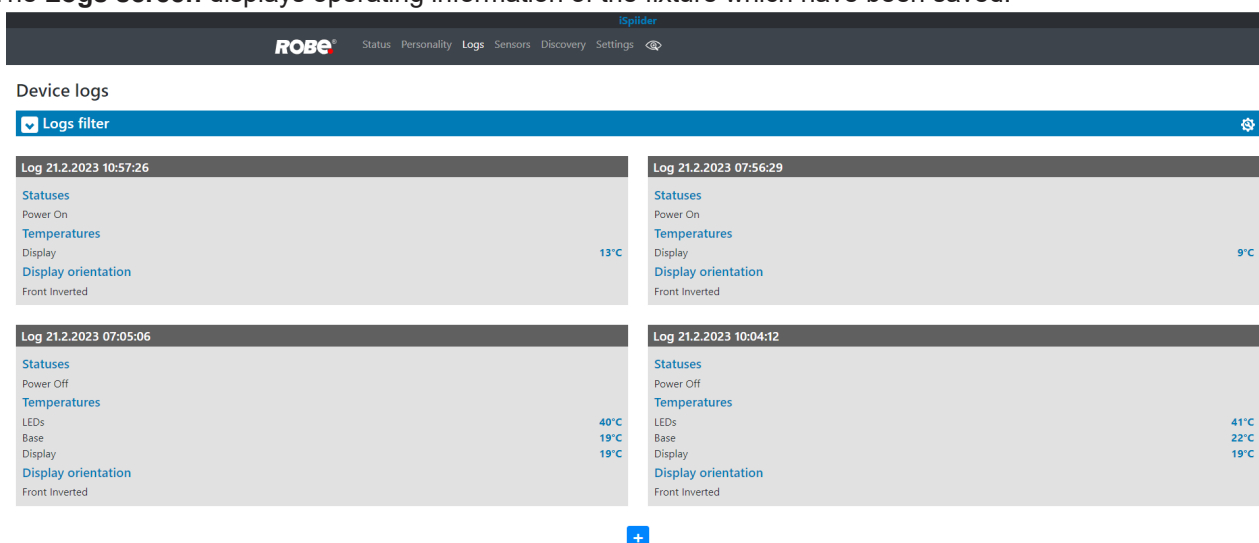 The Logs screen displays operating information of the fixture which have been saved.
iSpiider
ROBE® Status Personality Logs Sensors Discovery Settings
Device logs
Logs filter
Log 21.2.2023 10:57:26
Statuses
Power On
Temperatures
Display 13°C
Display orientation
Front Inverted
Log 21.2.2023 07:56:29
Statuses
Power On
Temperatures
Display 9°C
Display orientation
Front Inverted
Log 21.2.2023 07:05:06
Statuses
Power Off
Temperatures
LEDs 40°C
Base 19°C
Display 19°C
Display orientation
Front Inverted
Log 21.2.2023 10:04:12
Statuses
Power Off
Temperatures
LEDs 41°C
Base 22°C
Display 19°C
Display orientation
Front Inverted
+